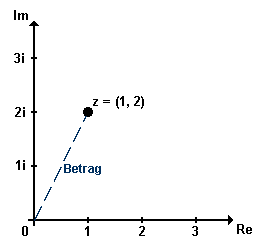 Im
3i
2i
z = (1, 2)
1i
Betrag
0 1 2 3 Re